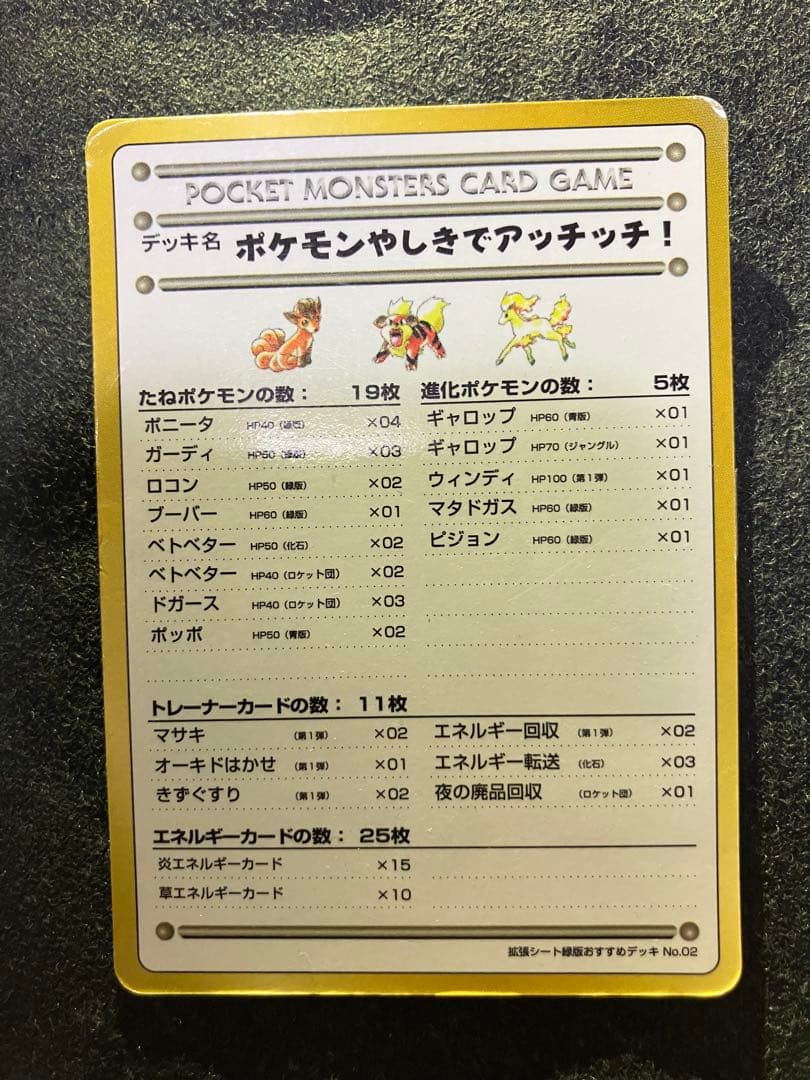 POCKET MONSTERS CARD GAME
デッキ名 ポケモンやしきでアッチッチ！
たねポケモンの数： 19枚
ポニータ HP40（緑版） ×04
ガーディ HP50（緑版） ×03
ロコン HP50（緑版） ×02
ブーバー HP60（緑版） ×01
ベトベター HP50（化石） ×02
ベトベター HP40（ロケット団） ×02
ドガース HP40（ロケット団） ×03
ポッポ HP50（青版） ×02
進化ポケモンの数： 5枚
ギャロップ HP60（青版） ×01
ギャロップ HP70（ジャングル） ×01
ウィンディ HP100（第1弾） ×01
マタドガス HP60（緑版） ×01
ピジョン HP60（緑版） ×01
トレーナーカードの数： 11枚
マサキ （第1弾） ×02
オーキドはかせ （第1弾） ×01
きずぐすり （第1弾） ×02
エネルギー回収 （第1弾） ×02
エネルギー転送 （化石） ×03
夜の廃品回収 （ロケット団） ×01
エネルギーカードの数： 25枚
炎エネルギーカード ×15
草エネルギーカード ×10
拡張シート緑版おすすめデッキ No.02